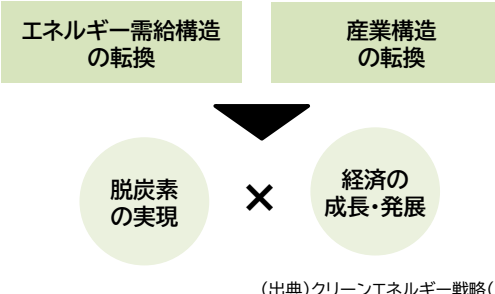 エネルギー需給構造
の転換
産業構造
の転換
脱炭素
の実現
×
経済の
成長・発展
(出典)クリーンエネルギー戦略(